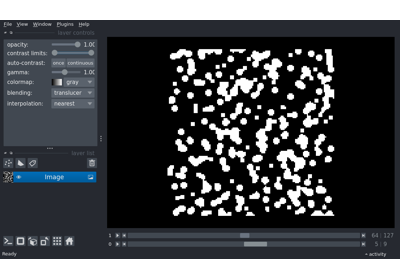 File View Window Plugins Help
layer controls
opacity: 1.00
contrast limits:
auto-contrast: once continuous
gamma: 1.00
colormap: gray
blending: translucer
interpolation: nearest
layer list
Image
1 64 127
0 5 9
Ready activity